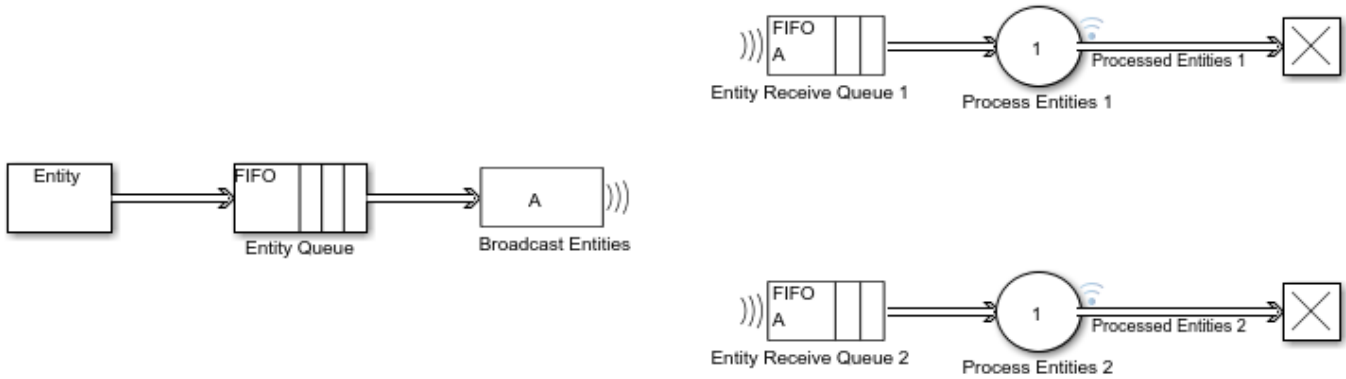 Entity
FIFO
Entity Queue
A
Broadcast Entities
FIFO
A
Entity Receive Queue 1
1
Process Entities 1
Processed Entities 1
FIFO
A
Entity Receive Queue 2
1
Process Entities 2
Processed Entities 2